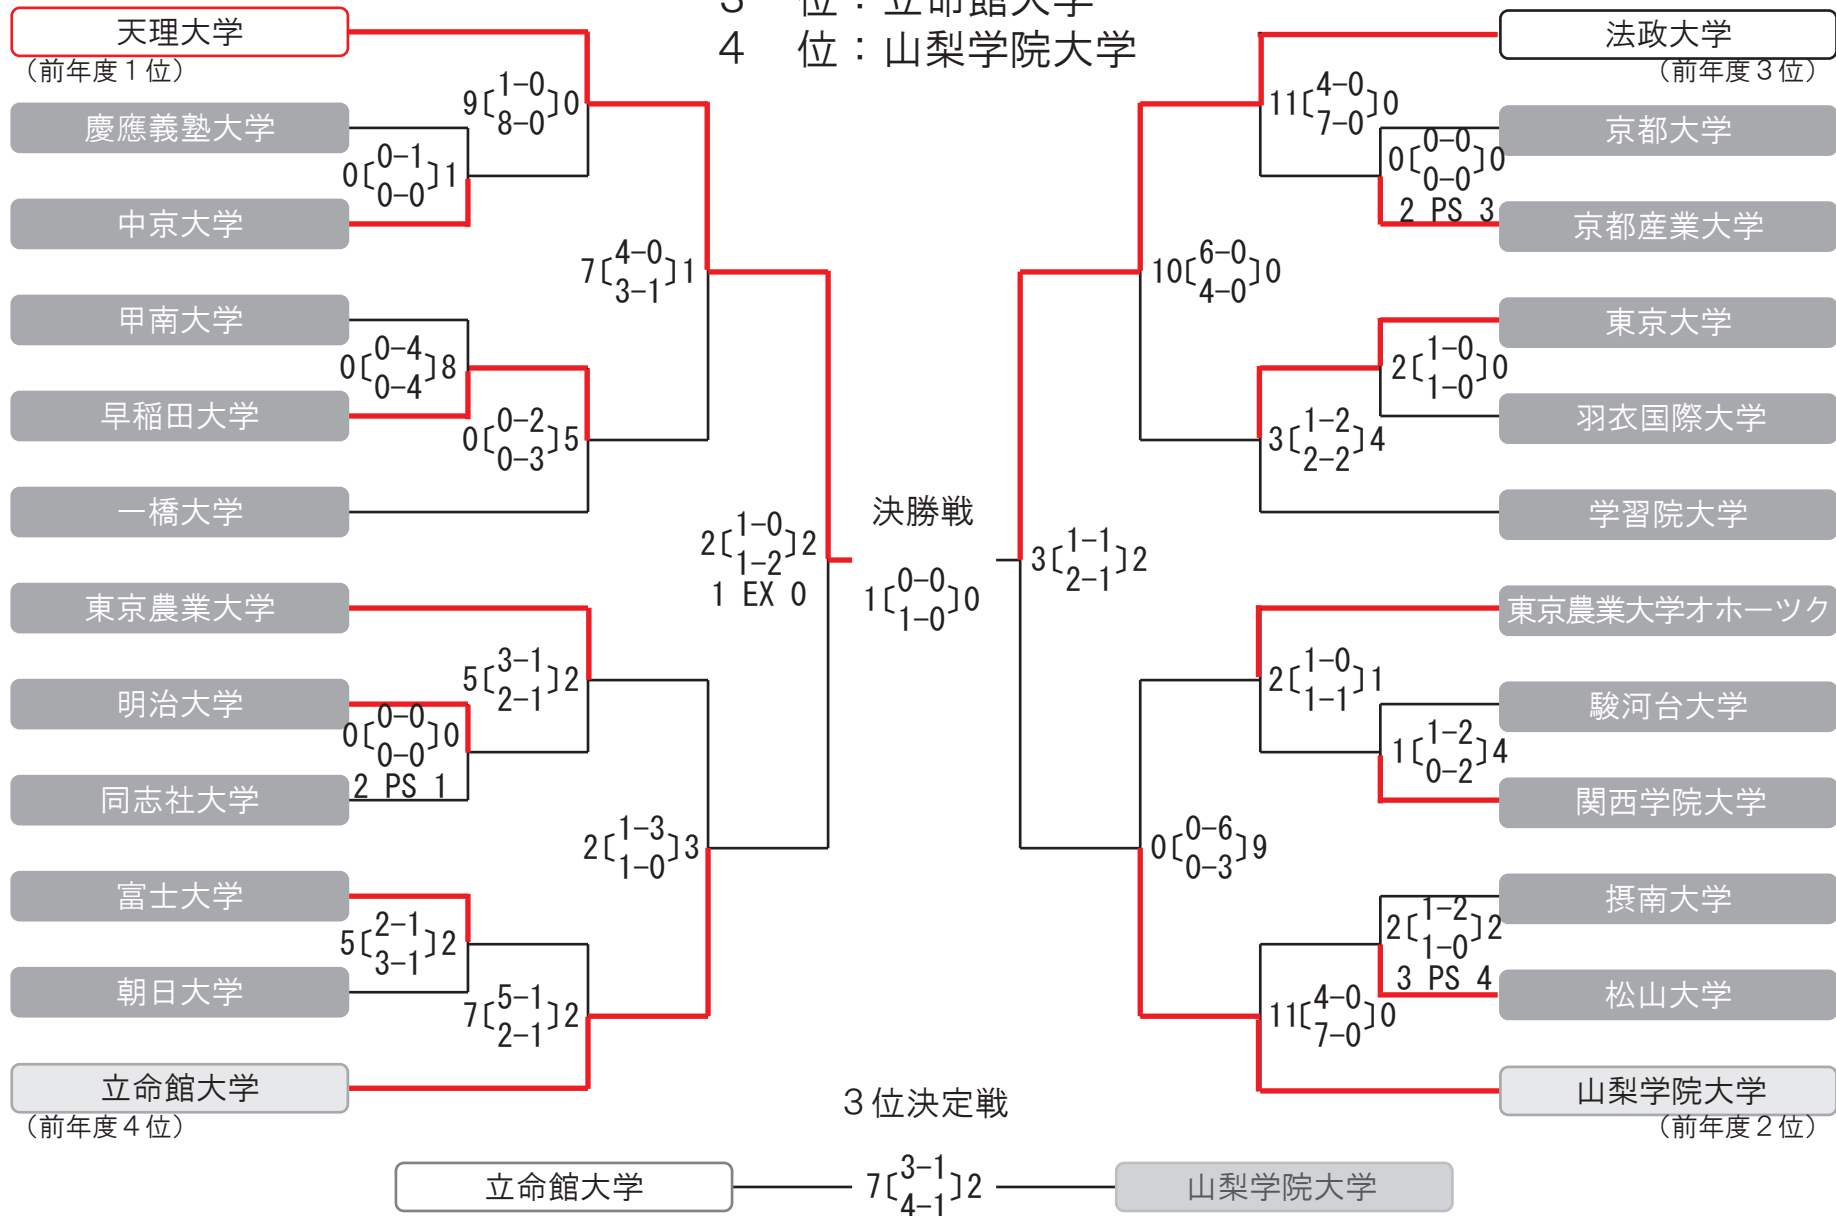 3 位：立命館大学
4 位：山梨学院大学
天理大学
（前年度１位）
慶應義塾大学
中京大学
甲南大学
早稲田大学
一橋大学
東京農業大学
明治大学
同志社大学
富士大学
朝日大学
立命館大学
（前年度４位）
9[1-0 8-0]0
0[0-1 0-0]1
7[4-0 3-1]1
0[0-4 0-4]8
0[0-2 0-3]5
2[1-0 1-2]2
1 EX 0
5[3-1 2-1]2
0[0-0 0-0]0
2 PS 1
2[1-3 1-0]3
5[2-1 3-1]2
7[5-1 2-1]2
決勝戦
1[0-0 1-0]0
法政大学
（前年度３位）
京都大学
京都産業大学
東京大学
羽衣国際大学
学習院大学
東京農業大学オホーツク
駿河台大学
関西学院大学
摂南大学
松山大学
山梨学院大学
（前年度２位）
11[4-0 7-0]0
0[0-0 0-0]0
2 PS 3
10[6-0 4-0]0
2[1-0 1-0]0
3[1-2 2-2]4
3[1-1 2-1]2
2[1-0 1-1]1
1[1-2 0-2]4
0[0-6 0-3]9
2[1-2 1-0]2
3 PS 4
11[4-0 7-0]0
３位決定戦
立命館大学
7[3-1 4-1]2
山梨学院大学